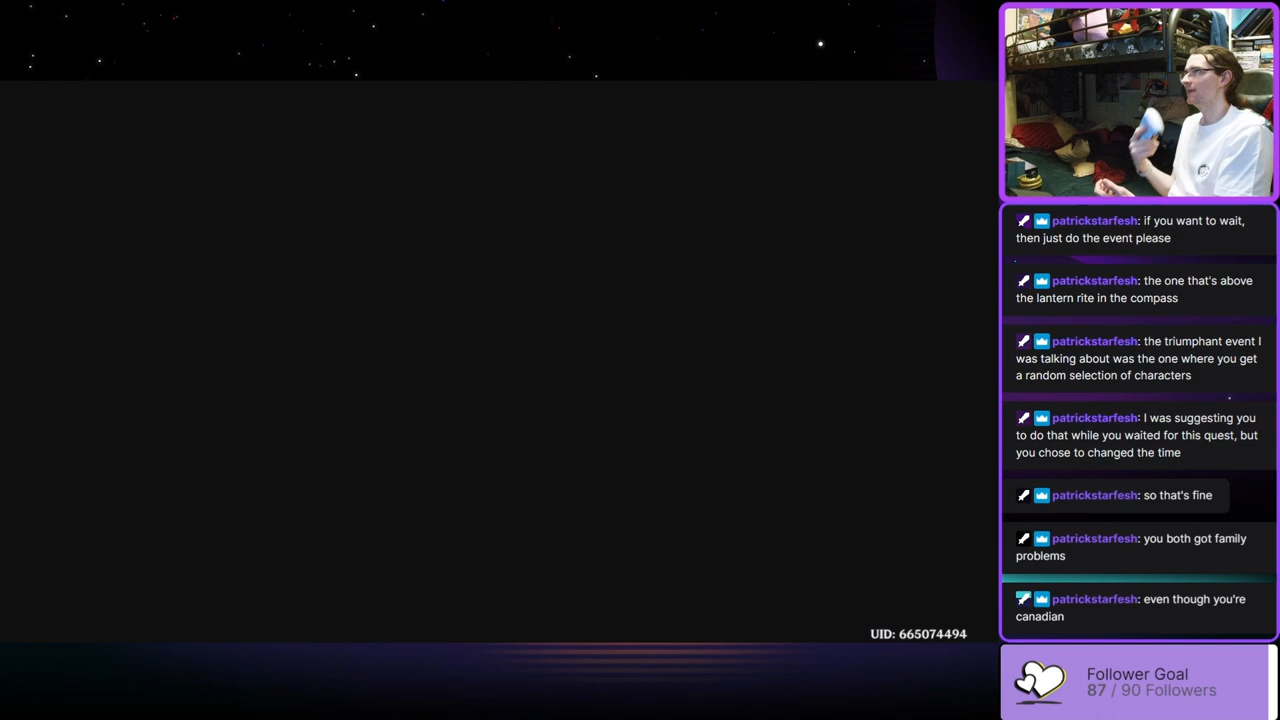 patrickstarfesh: if you want to wait,
then just do the event please
patrickstarfesh: the one that's above
the lantern rite in the compass
patrickstarfesh: the triumphant event I
was talking about was the one where you get
a random selection of characters
patrickstarfesh: I was suggesting you
to do that while you waited for this quest, but
you chose to changed the time
patrickstarfesh: so that's fine
patrickstarfesh: you both got family
problems
patrickstarfesh: even though you're
canadian
UID: 665074494
Follower Goal
87 / 90 Followers